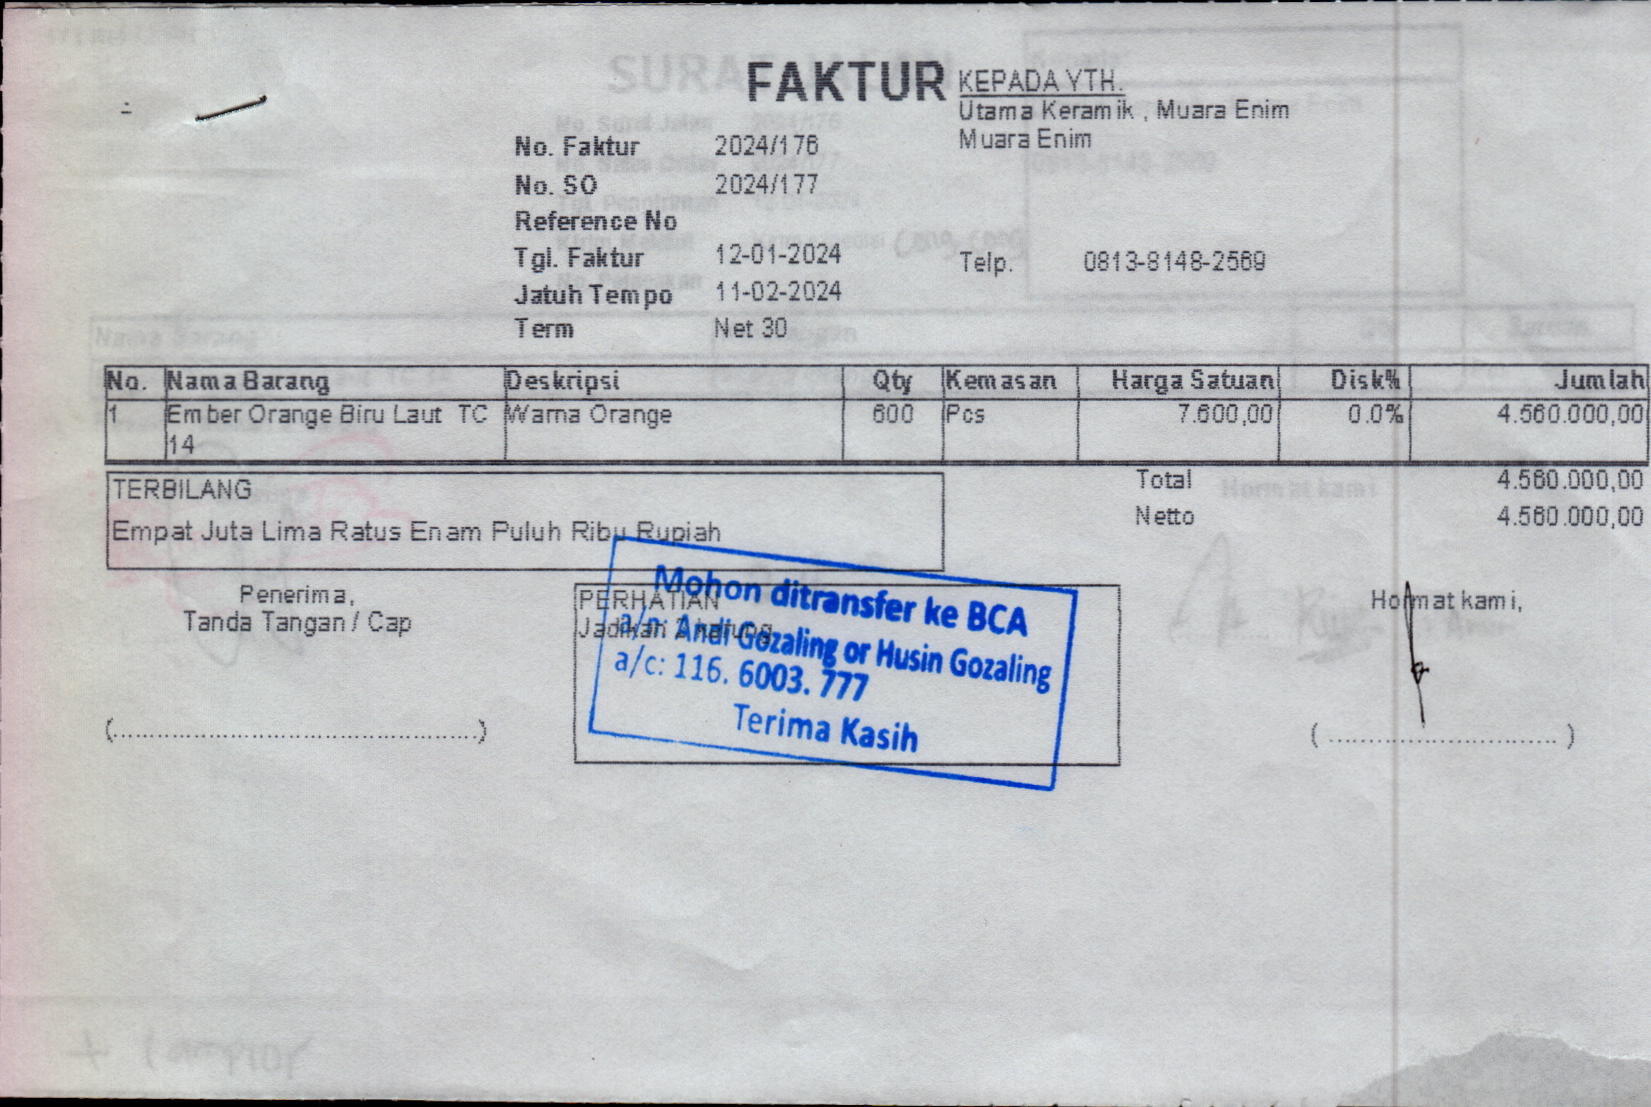 FAKTUR
KEPADA YTH.
Utama Keramik , Muara Enim
Muara Enim
No. Faktur 2024/176
No. SO 2024/177
Reference No
Tgl. Faktur 12-01-2024
Telp. 0813-8148-2569
Jatuh Tempo 11-02-2024
Term Net 30
No. Nama Barang Deskripsi Qty Kemasan Harga Satuan Disk% Jumlah
1 Ember Orange Biru Laut TC 14 Warna Orange 600 Pcs 7.600,00 0.0% 4.560.000,00
TERBILANG
Empat Juta Lima Ratus Enam Puluh Ribu Rupiah
Total 4.560.000,00
Netto 4.560.000,00
Penerima,
Tanda Tangan / Cap
(................................................)
PERHATIAN
Jadikan 2 karung
Mohon ditransfer ke BCA
a/n: Andi Gozaling or Husin Gozaling
a/c: 116. 6003. 777
Terima Kasih
Hormat kami,
( .............................. )